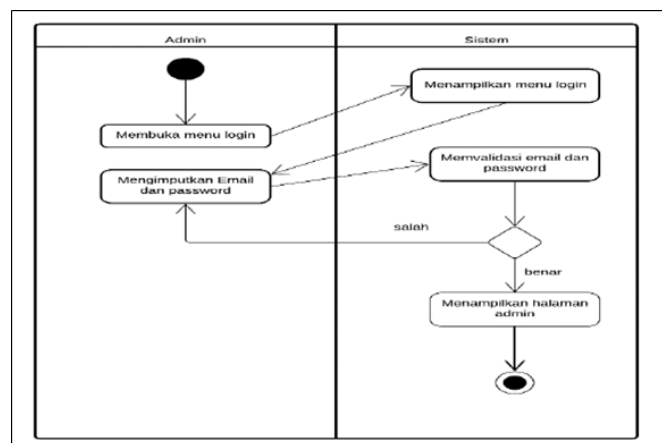 Admin
Sistem
Menampilkan menu login
Membuka menu login
Mengimputkan Email
dan password
Memvalidasi email dan
password
salah
benar
Menampilkan halaman
admin